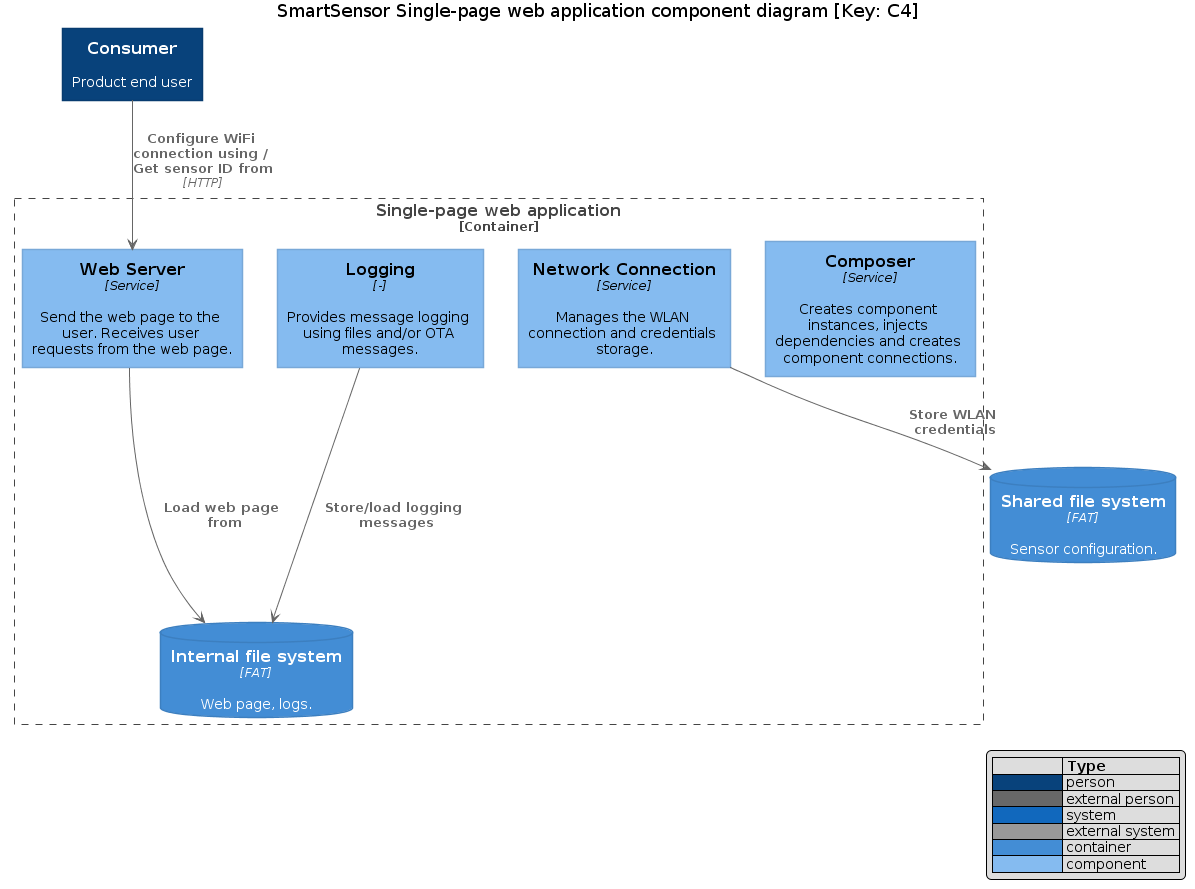 SmartSensor Single-page web application component diagram [Key: C4]
Consumer
Product end user
Configure WiFi
connection using /
Get sensor ID from
[HTTP]
Single-page web application
[Container]
Web Server
[Service]
Send the web page to the
user. Receives user
requests from the web page.
Logging
[-]
Provides message logging
using files and/or OTA
messages.
Network Connection
[Service]
Manages the WLAN
connection and credentials
storage.
Composer
[Service]
Creates component
instances, injects
dependencies and creates
component connections.
Store WLAN
credentials
Load web page
from
Store/load logging
messages
Shared file system
[FAT]
Sensor configuration.
Internal file system
[FAT]
Web page, logs.
Type
person
external person
system
external system
container
component